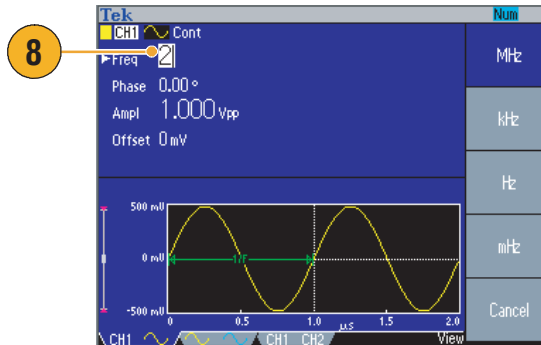 Tek Num
CH1 Cont
8
Freq 2
MHz
Phase 0.00 °
Ampl 1.000 Vpp
kHz
Offset 0 mV
Hz
500 mV
0 mV
1/F
mHz
-500 mV
0 0.5 1.0 1.5 2.0
µs
Cancel
CH1 CH1 CH2 View